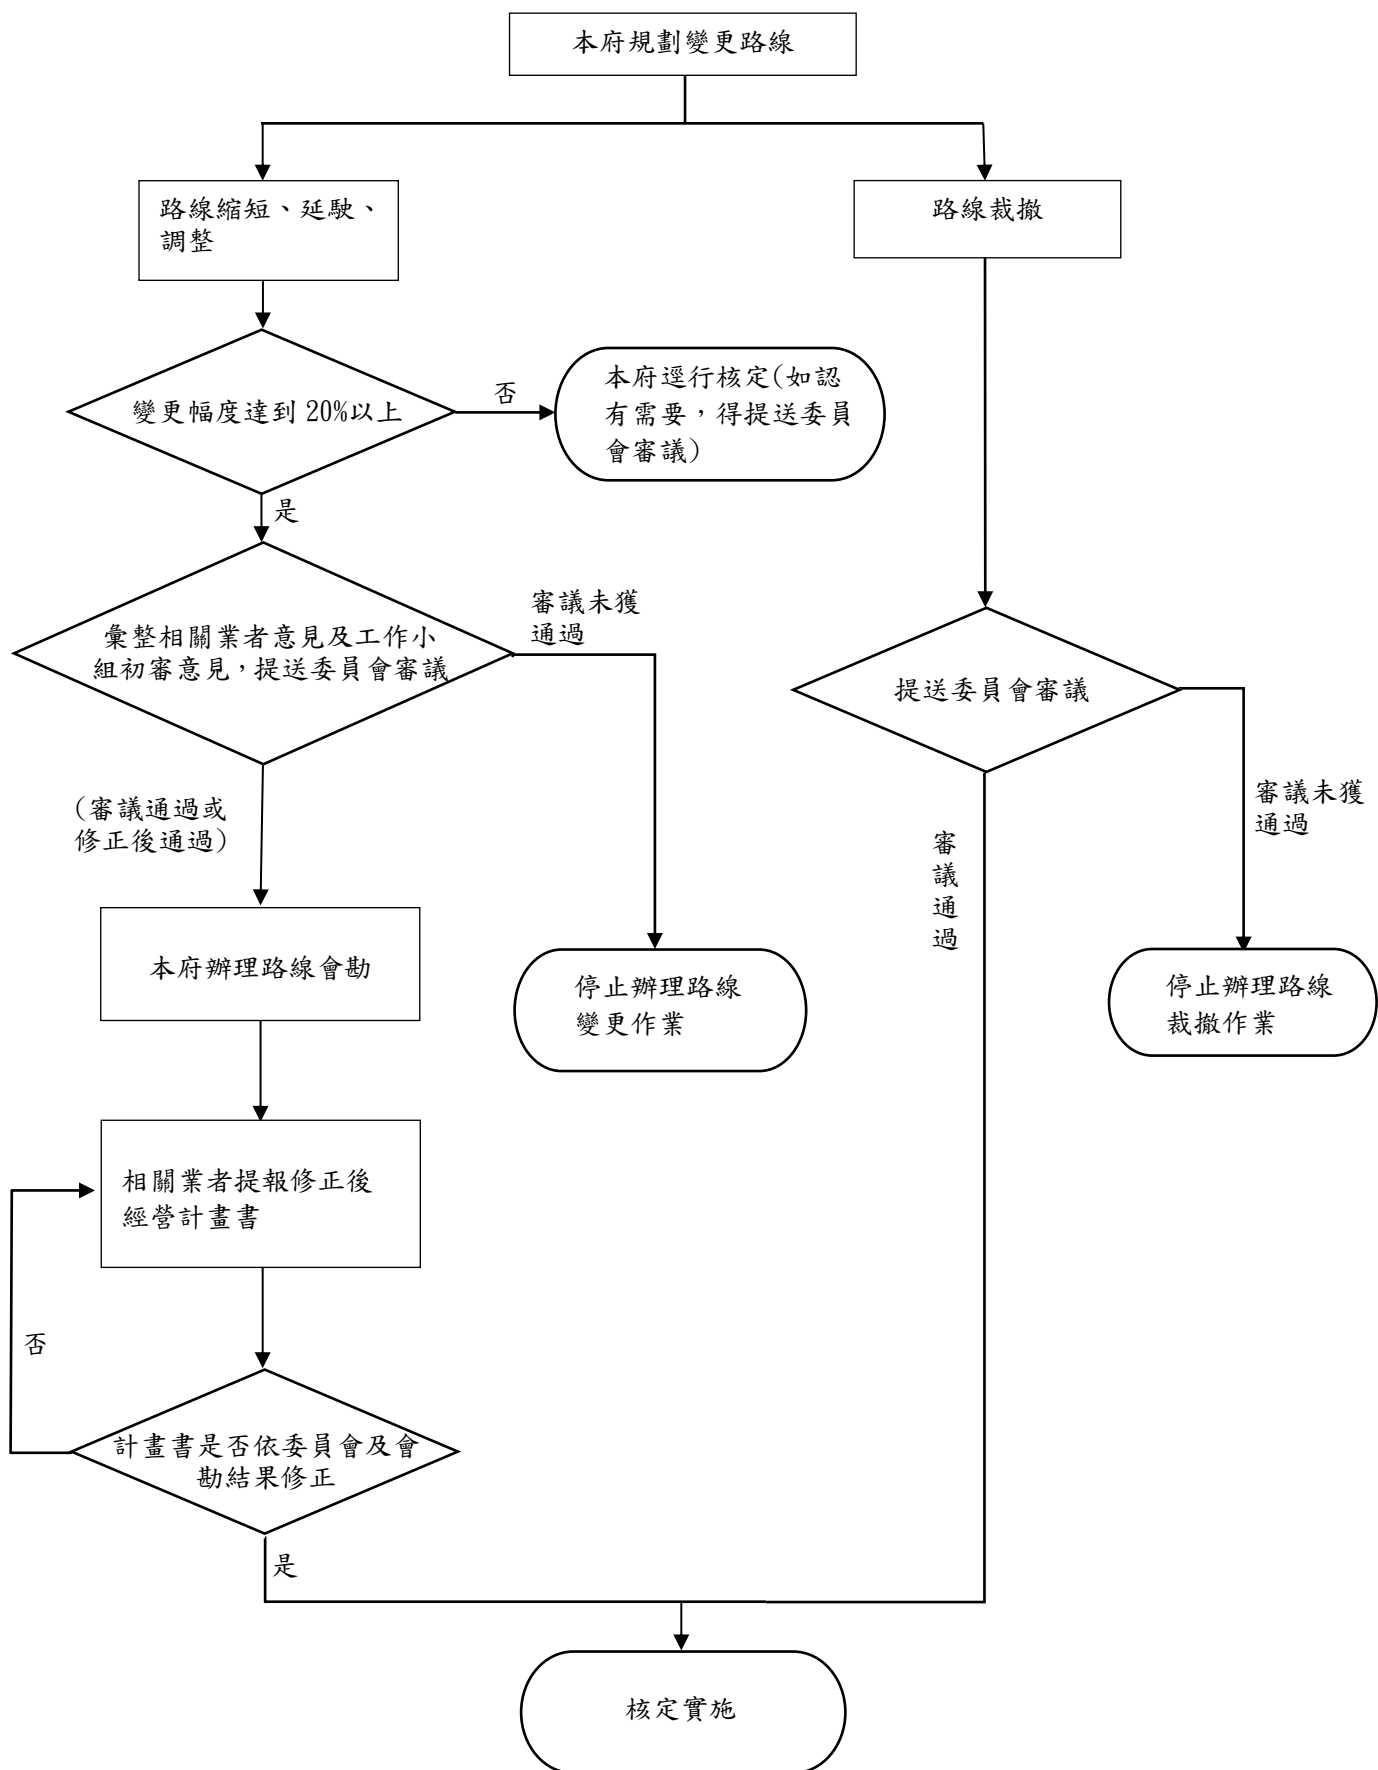 本府規劃變更路線
路線縮短、延駛、
調整
路線裁撤
變更幅度達到20%以上
否
本府逕行核定(如認
有需要,得提送委員
會審議)
是
彙整相關業者意見及工作小
組初審意見,提送委員會審議
審議未獲
通過
提送委員會審議
(審議通過或
修正後通過)
審議未獲
通過
審
議
通
過
本府辦理路線會勘
停止辦理路線
變更作業
停止辦理路線
裁撤作業
相關業者提報修正後
經營計畫書
否
計畫書是否依委員會及會
勘結果修正
是
核定實施